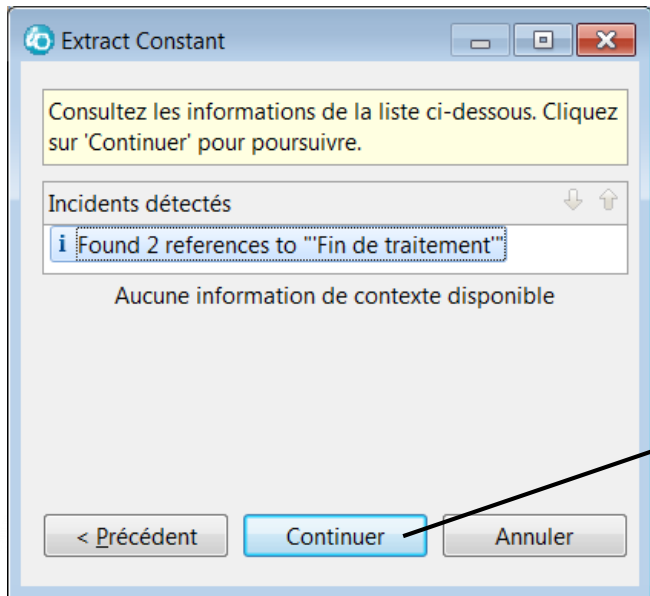 Extract Constant
Consultez les informations de la liste ci-dessous. Cliquez
sur 'Continuer' pour poursuivre.
Incidents détectés
i Found 2 references to "'Fin de traitement'"
Aucune information de contexte disponible
< Précédent Continuer Annuler